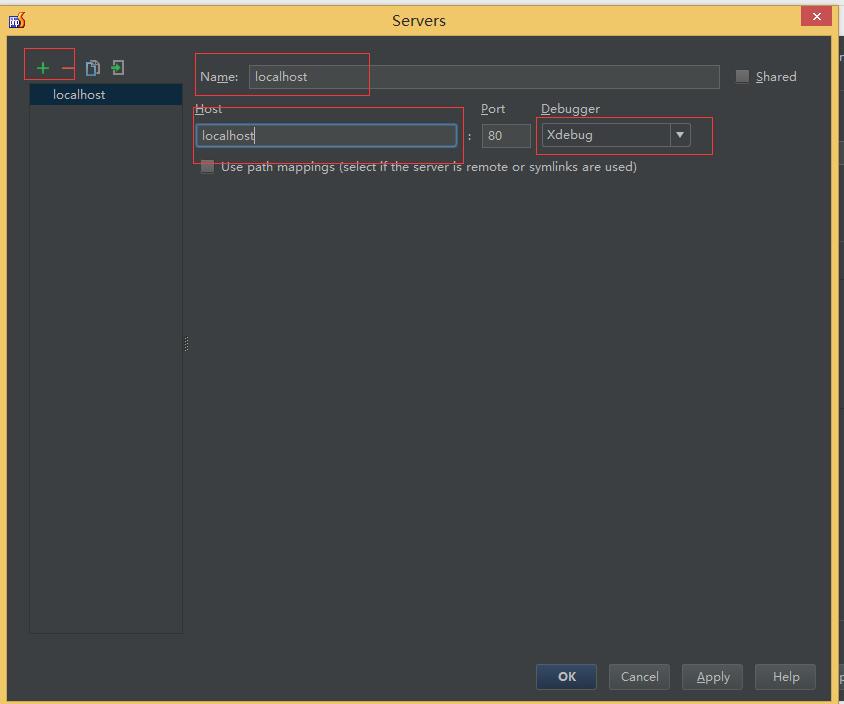 Servers
Name: localhost
Shared
localhost
Host
Port
Debugger
localhost : 80 Xdebug
Use path mappings (select if the server is remote or symlinks are used)
OK Cancel Apply Help